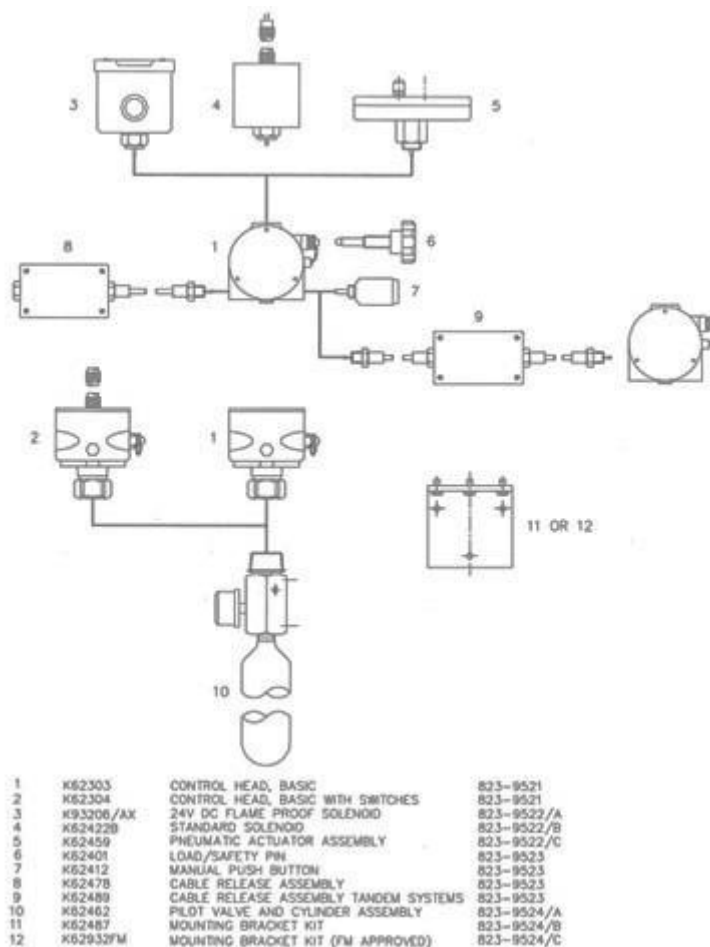 3
4
5
8
1
6
7
9
2
1
11 OR 12
10
1 K62303 CONTROL HEAD, BASIC 823-9521
2 K62304 CONTROL HEAD, BASIC WITH SWITCHES 823-9521
3 K93206/AX 24V DC FLAME PROOF SOLENOID 823-9522/A
4 K62422B STANDARD SOLENOID 823-9522/B
5 K62459 PNEUMATIC ACTUATOR ASSEMBLY 823-9522/C
6 K62401 LOAD/SAFETY PIN 823-9523
7 K62412 MANUAL PUSH BUTTON 823-9523
8 K62478 CABLE RELEASE ASSEMBLY 823-9523
9 K62489 CABLE RELEASE ASSEMBLY TANDEM SYSTEMS 823-9523
10 K62462 PILOT VALVE AND CYLINDER ASSEMBLY 823-9524/A
11 K62487 MOUNTING BRACKET KIT 823-9524/B
12 K62932FM MOUNTING BRACKET KIT (FM APPROVED) 823-9524/C